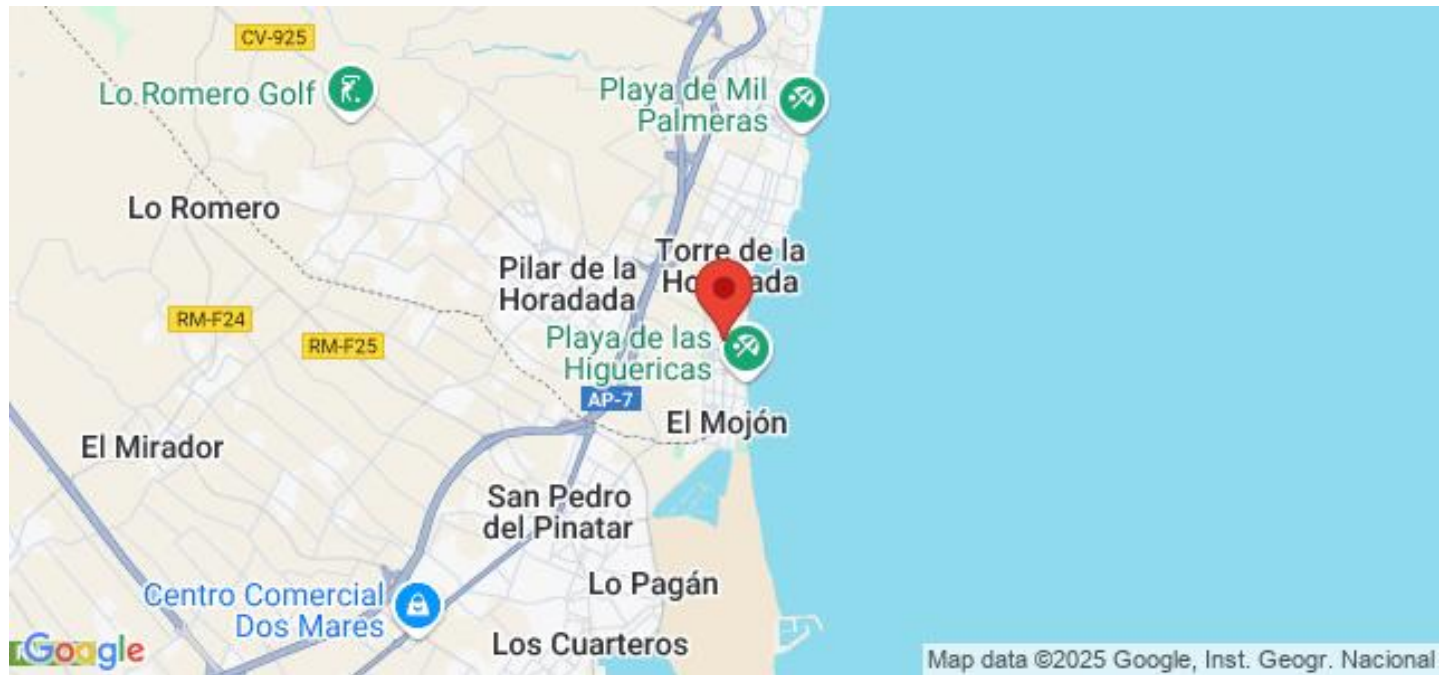 CV-925
Lo Romero Golf
Playa de Mil
Palmeras
Lo Romero
Torre de la
Pilar de la
Horadada
RM-F24
RM-F25
Playa de las
Higuericas
AP-7
El Mojón
El Mirador
San Pedro
del Pinatar
Centro Comercial
Dos Mares
Lo Pagán
Los Cuarteros
Google
Map data ©2025 Google, Inst. Geogr. Nacional